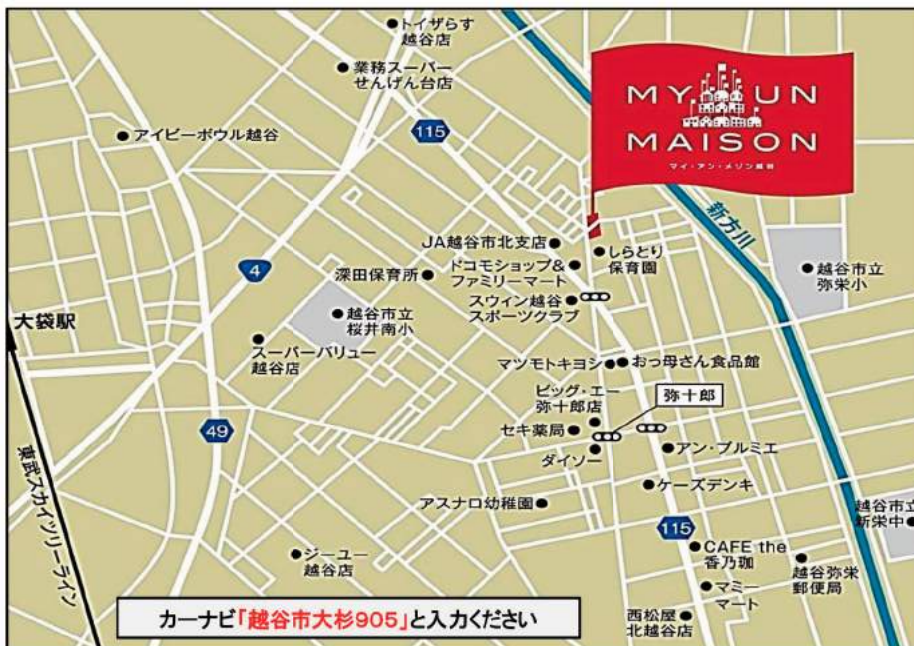 トイザらす
越谷店
業務スーパー
せんげん台店
アイビーボウル越谷
115
MY UN
MAISON
マイ・アン・メゾン越谷
新方川
JA越谷市北支店
しらとり
保育園
ドコモショップ&
ファミリーマート
4
深田保育所
越谷市立
弥栄小
スウィン越谷
スポーツクラブ
大袋駅
越谷市立
桜井南小
スーパーバリュー
越谷店
マツモトキヨシ
おっ母さん食品館
ビッグ・エー
弥十郎店
弥十郎
49
セキ薬局
ダイソー
アン・プルミエ
ケーズデンキ
東武スカイツリーライン
アスナロ幼稚園
越谷市立
新栄中
115
ジーユー
越谷店
CAFE the
香乃珈
越谷弥栄
郵便局
マミー
マート
西松屋
北越谷店
カーナビ「越谷市大杉905」と入力ください